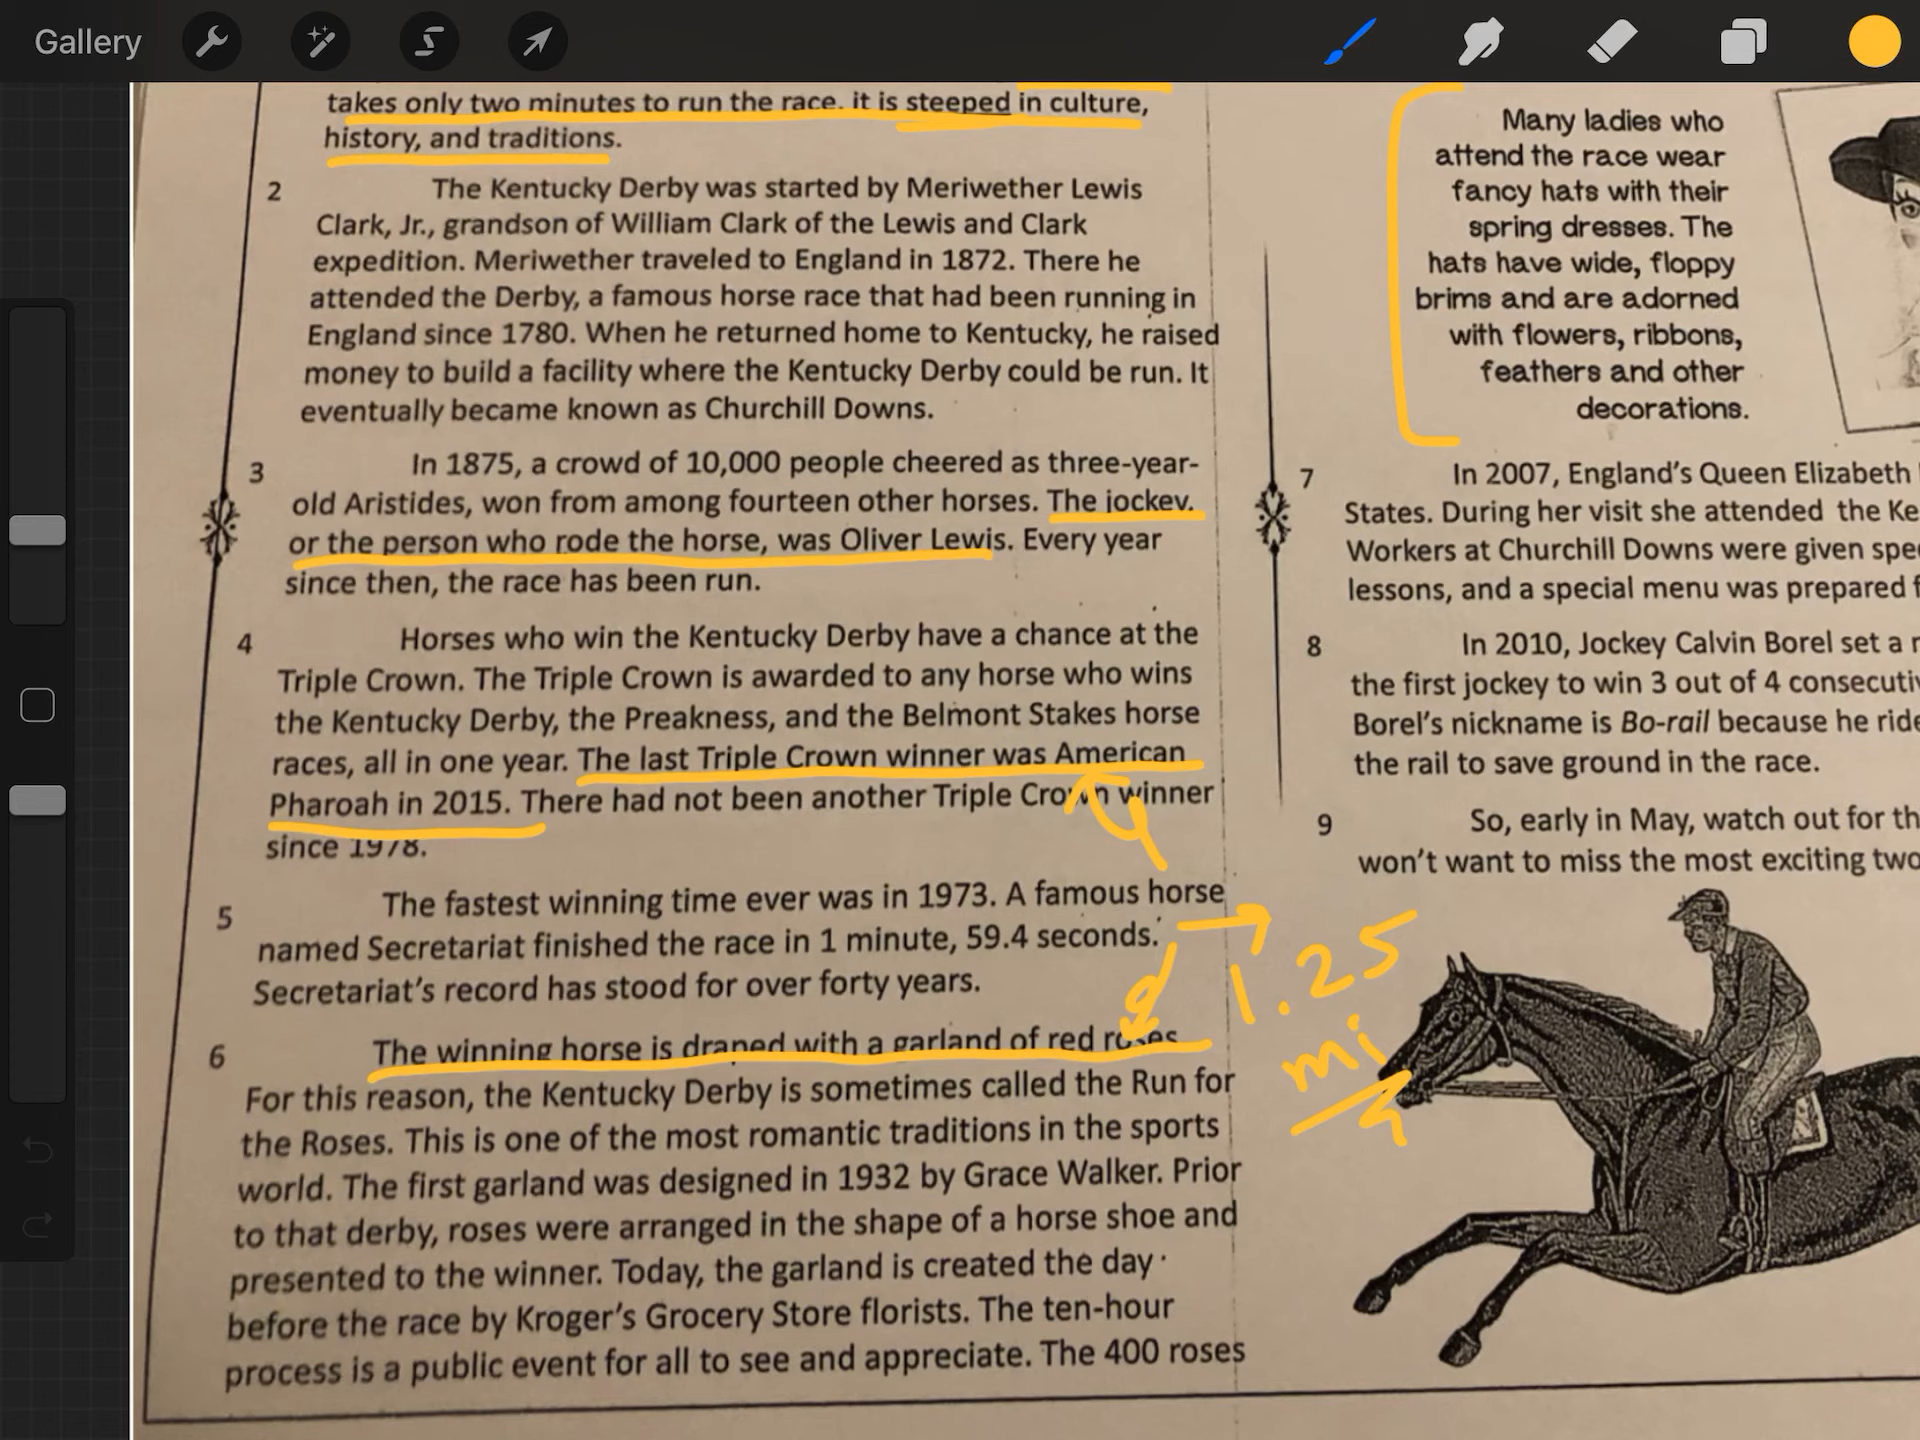 Gallery
takes only two minutes to run the race. it is steeped in culture,
history, and traditions.
2 The Kentucky Derby was started by Meriwether Lewis
Clark, Jr., grandson of William Clark of the Lewis and Clark
expedition. Meriwether traveled to England in 1872. There he
attended the Derby, a famous horse race that had been running in
England since 1780. When he returned home to Kentucky, he raised
money to build a facility where the Kentucky Derby could be run. It
eventually became known as Churchill Downs.
3 In 1875, a crowd of 10,000 people cheered as three-year-
old Aristides, won from among fourteen other horses. The jockey.
or the person who rode the horse, was Oliver Lewis. Every year
since then, the race has been run.
4 Horses who win the Kentucky Derby have a chance at the
Triple Crown. The Triple Crown is awarded to any horse who wins
the Kentucky Derby, the Preakness, and the Belmont Stakes horse
races, all in one year. The last Triple Crown winner was American
Pharoah in 2015. There had not been another Triple Crown winner
since 1978.
5 The fastest winning time ever was in 1973. A famous horse
named Secretariat finished the race in 1 minute, 59.4 seconds.
Secretariat's record has stood for over forty years.
6 The winning horse is draped with a garland of red roses
For this reason, the Kentucky Derby is sometimes called the Run for
the Roses. This is one of the most romantic traditions in the sports
world. The first garland was designed in 1932 by Grace Walker. Prior
to that derby, roses were arranged in the shape of a horse shoe and
presented to the winner. Today, the garland is created the day
before the race by Kroger's Grocery Store florists. The ten-hour
process is a public event for all to see and appreciate. The 400 roses
1.25
mi
Many ladies who
attend the race wear
fancy hats with their
spring dresses. The
hats have wide, floppy
brims and are adorned
with flowers, ribbons,
feathers and other
decorations.
7 In 2007, England's Queen Elizabeth
States. During her visit she attended the Ke
Workers at Churchill Downs were given spe
lessons, and a special menu was prepared f
8 In 2010, Jockey Calvin Borel set a r
the first jockey to win 3 out of 4 consecuti
Borel's nickname is Bo-rail because he ride
the rail to save ground in the race.
9 So, early in May, watch out for th
won't want to miss the most exciting two